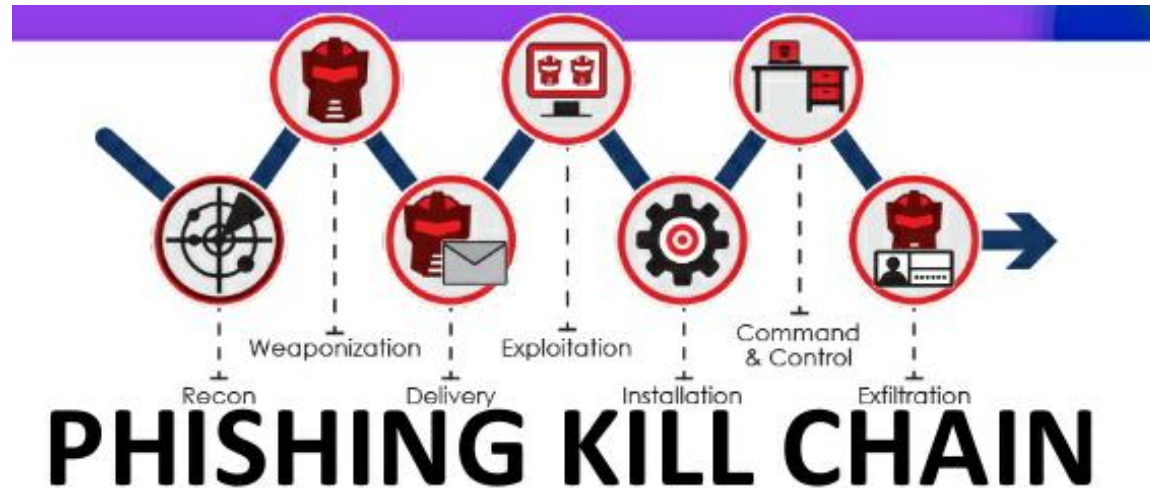 Weaponization
Exploitation
Command
& Control
Recon
Delivery
Installation
Exfiltration
PHISHING KILL CHAIN